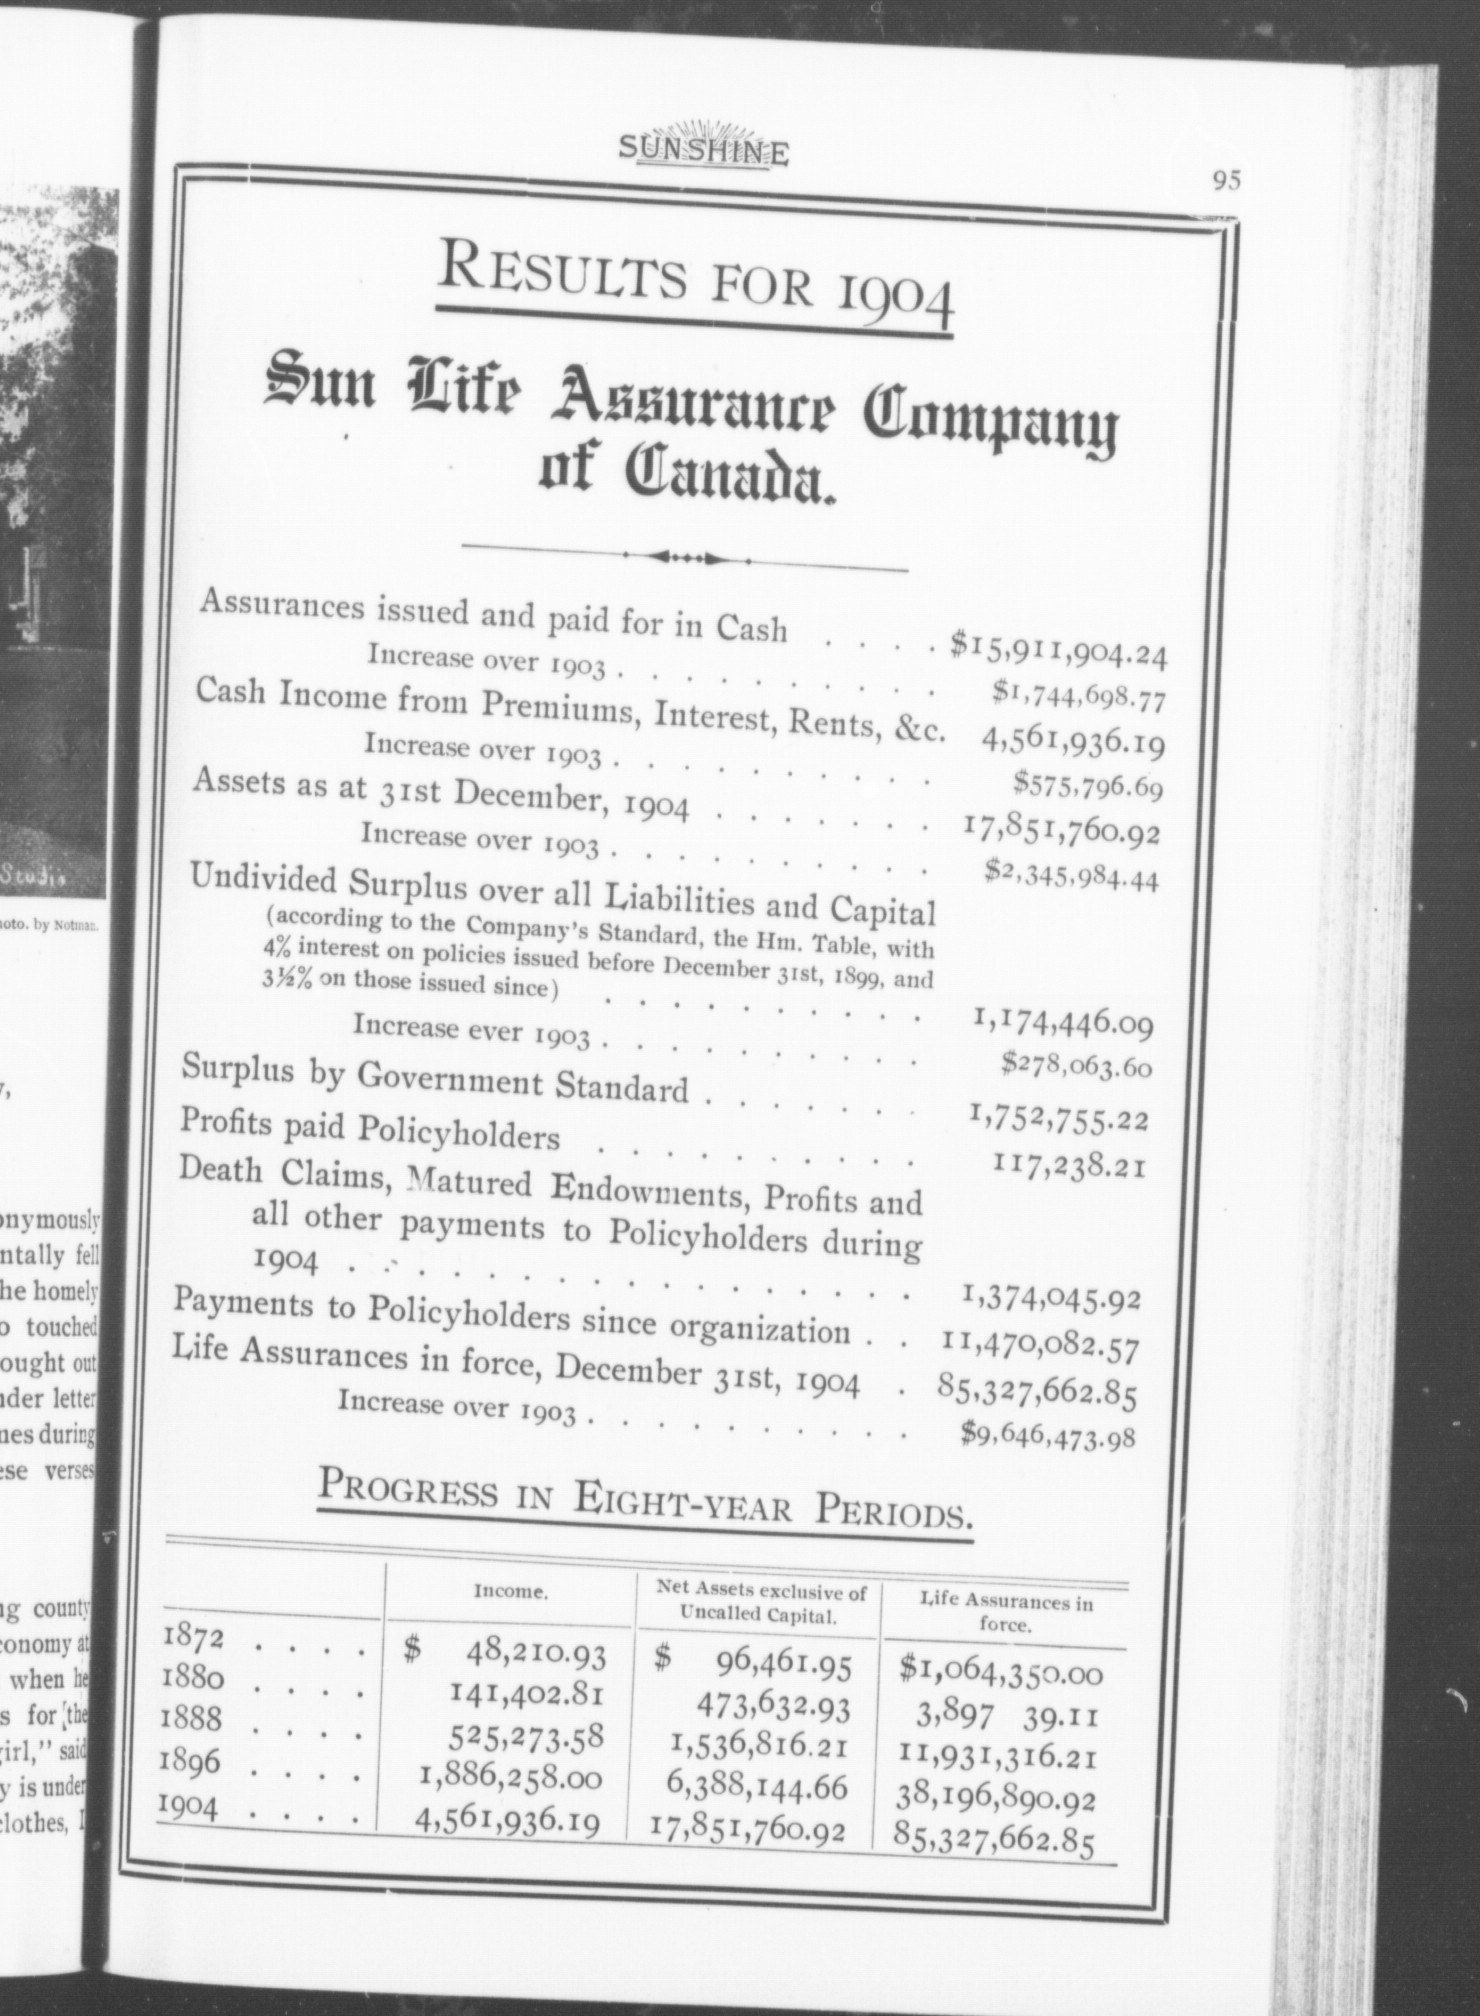 Studio
Photo. by Notman.
ntally fell
he homely
touched
ought out
letter
during
verses
county
when he
for the
girl," said
is under
clothes, I
SUNSHINE
95
RESULTS FOR 1904
Sun Life Assurance Company
of Canada.
Assurances issued and paid for in Cash . . . . $15,911,904.24
Increase over 1903 . . . . . . . . . . $1,744,698.77
Cash Income from Premiums, Interest, Rents, &c. 4,561,936.19
Increase over 1903 . . . . . . . . . . $575,796.69
Assets as at 31st December, 1904 . . . . . . . 17,851,760.92
Increase over 1903 . . . . . . . . . . $2,345,984.44
Undivided Surplus over all Liabilities and Capital
(according to the Company's Standard, the Hm. Table, with
4% interest on policies issued before December 31st, 1899, and
3½% on those issued since) . . . . . . . . . . 1,174,446.09
Increase ever 1903 . . . . . . . . . . $278,063.60
Surplus by Government Standard . . . . . . . 1,752,755.22
Profits paid Policyholders . . . . . . . . . . 117,238.21
Death Claims, Matured Endowments, Profits and
all other payments to Policyholders during
1904 . . . . . . . . . . . . . . . . . 1,374,045.92
Payments to Policyholders since organization . . 11,470,082.57
Life Assurances in force, December 31st, 1904 . 85,327,662.85
Increase over 1903 . . . . . . . . . . $9,646,473.98
PROGRESS IN EIGHT-YEAR PERIODS.
Income. Net Assets exclusive of Life Assurances in
Uncalled Capital. force.
1872 . . . . $ 48,210.93 $ 96,461.95 $1,064,350.00
1880 . . . . 141,402.81 473,632.93 3,897 39.11
1888 . . . . 525,273.58 1,536,816.21 11,931,316.21
1896 . . . . 1,886,258.00 6,388,144.66 38,196,890.92
1904 . . . . 4,561,936.19 17,851,760.92 85,327,662.85